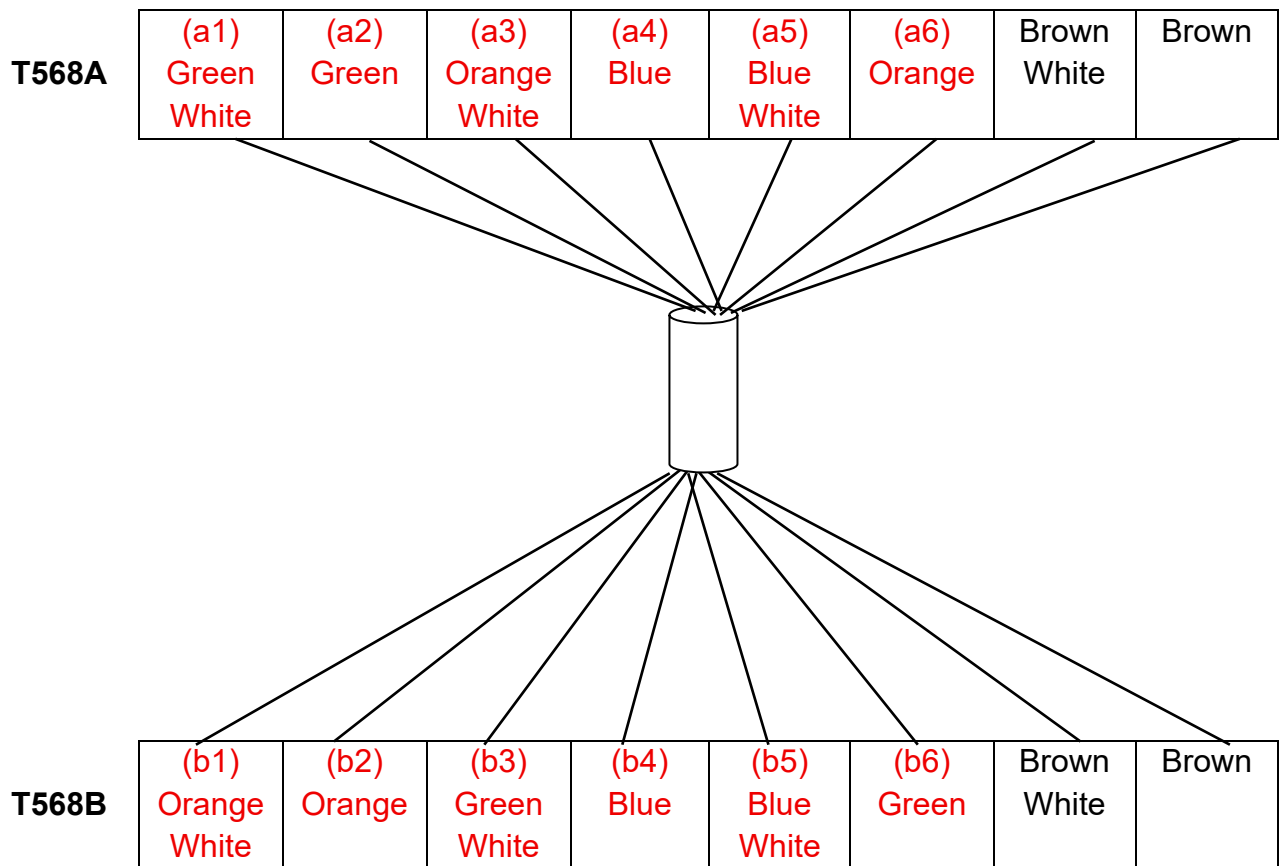 T568A
(a1) Green White
(a2) Green
(a3) Orange White
(a4) Blue
(a5) Blue White
(a6) Orange
Brown White
Brown
T568B
(b1) Orange White
(b2) Orange
(b3) Green White
(b4) Blue
(b5) Blue White
(b6) Green
Brown White
Brown